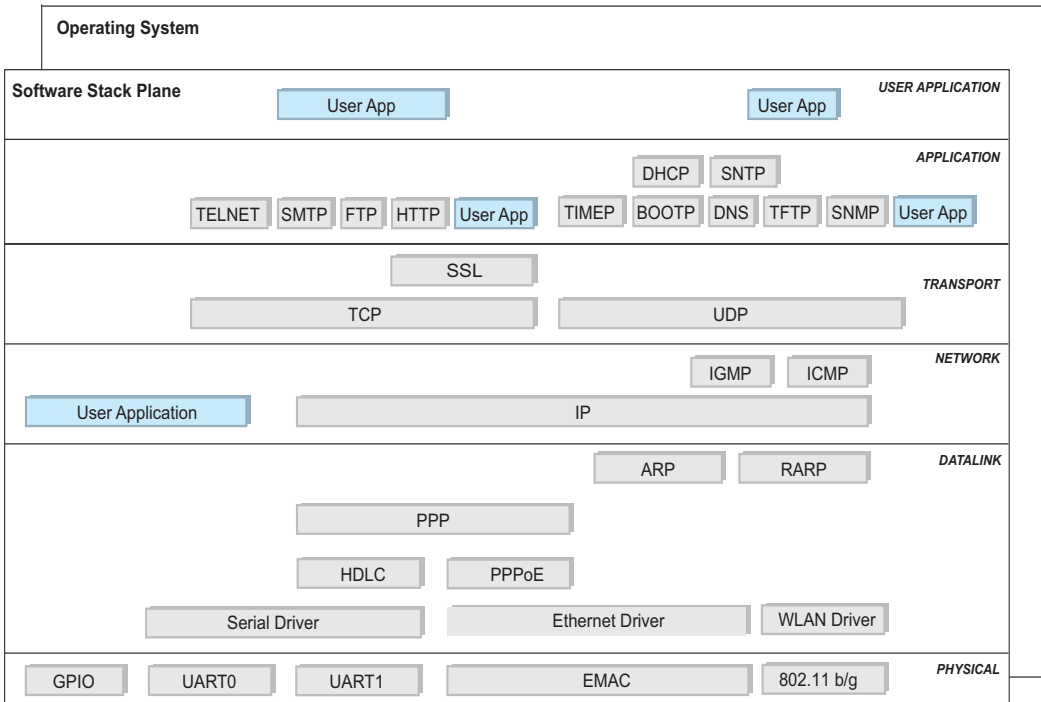 Operating System
Software Stack Plane
USER APPLICATION
User App
User App
APPLICATION
DHCP
SNTP
TELNET
SMTP
FTP
HTTP
User App
TIMEP
BOOTP
DNS
TFTP
SNMP
User App
SSL
TRANSPORT
TCP
UDP
NETWORK
IGMP
ICMP
User Application
IP
DATALINK
ARP
RARP
PPP
HDLC
PPPoE
Serial Driver
Ethernet Driver
WLAN Driver
PHYSICAL
GPIO
UART0
UART1
EMAC
802.11 b/g